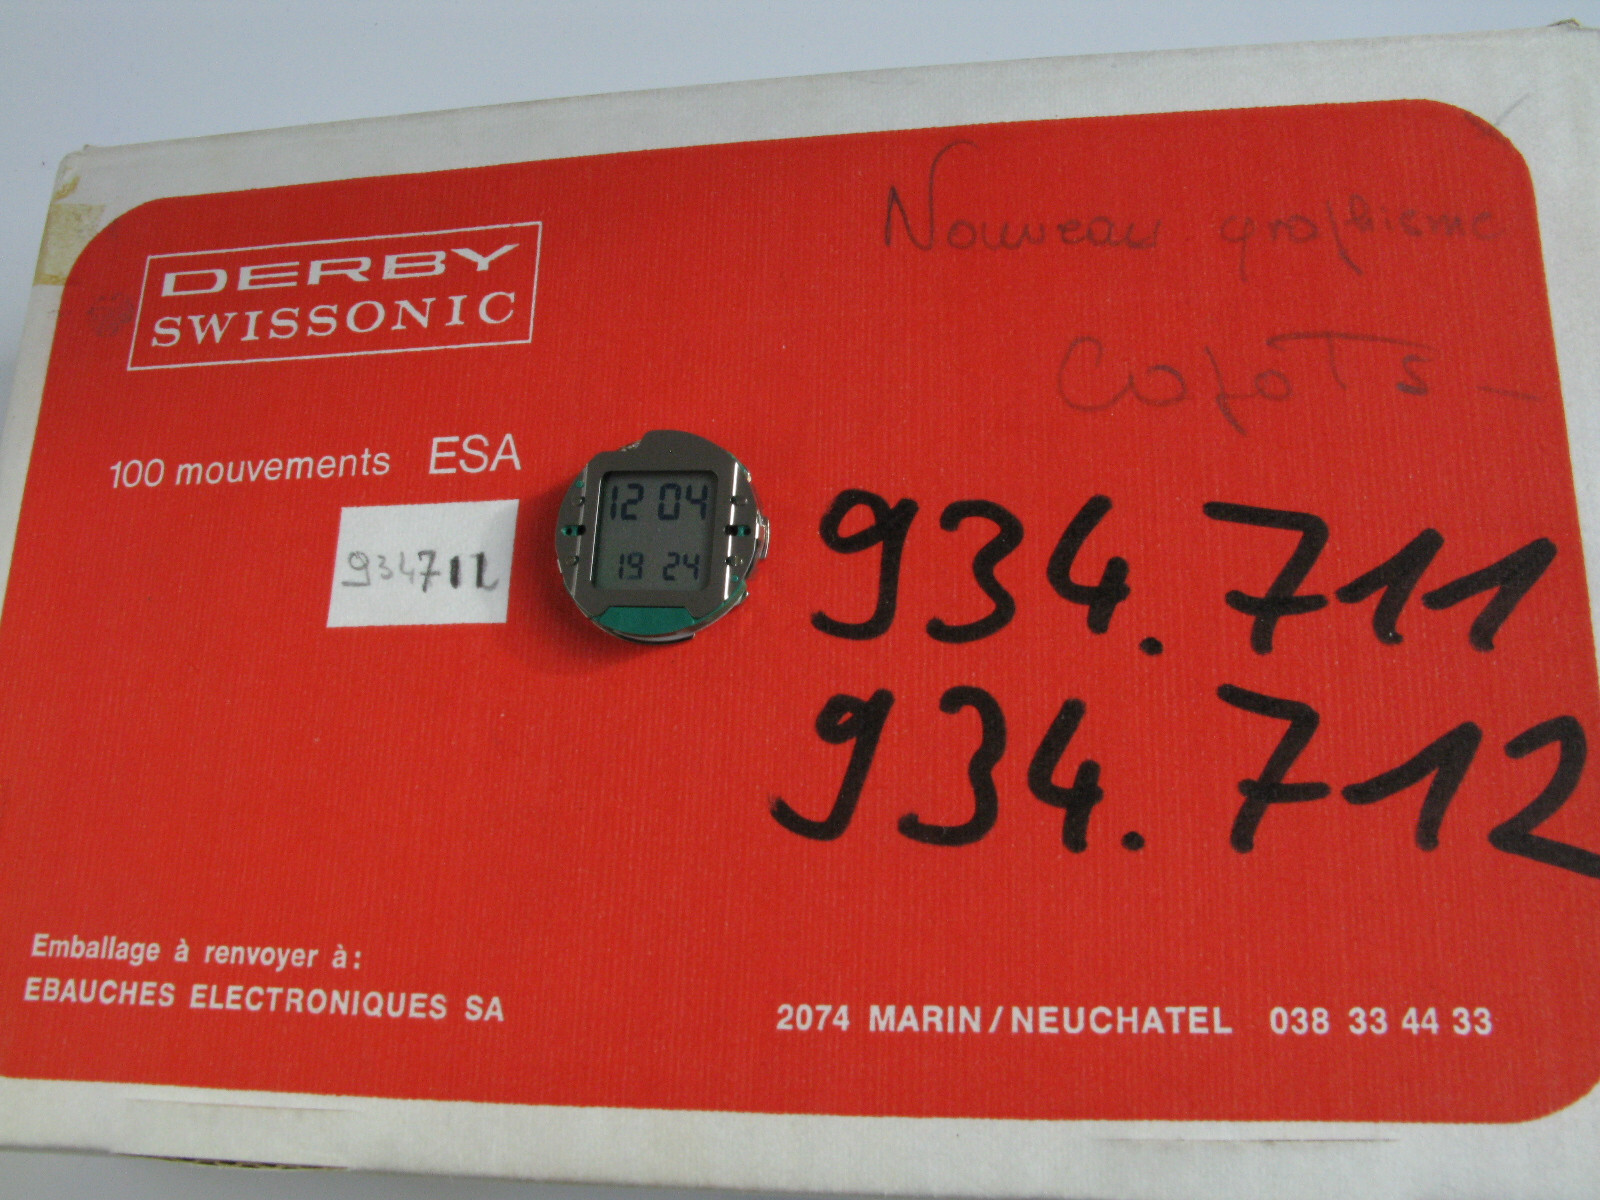 Nouveau graphisme
DERBY
SWISSONIC
100 mouvements ESA
934712
12 04
19 24
934.711
934.712
Emballage à renvoyer à:
EBAUCHES ELECTRONIQUES SA
2074 MARIN/NEUCHATEL 038 33 44 33